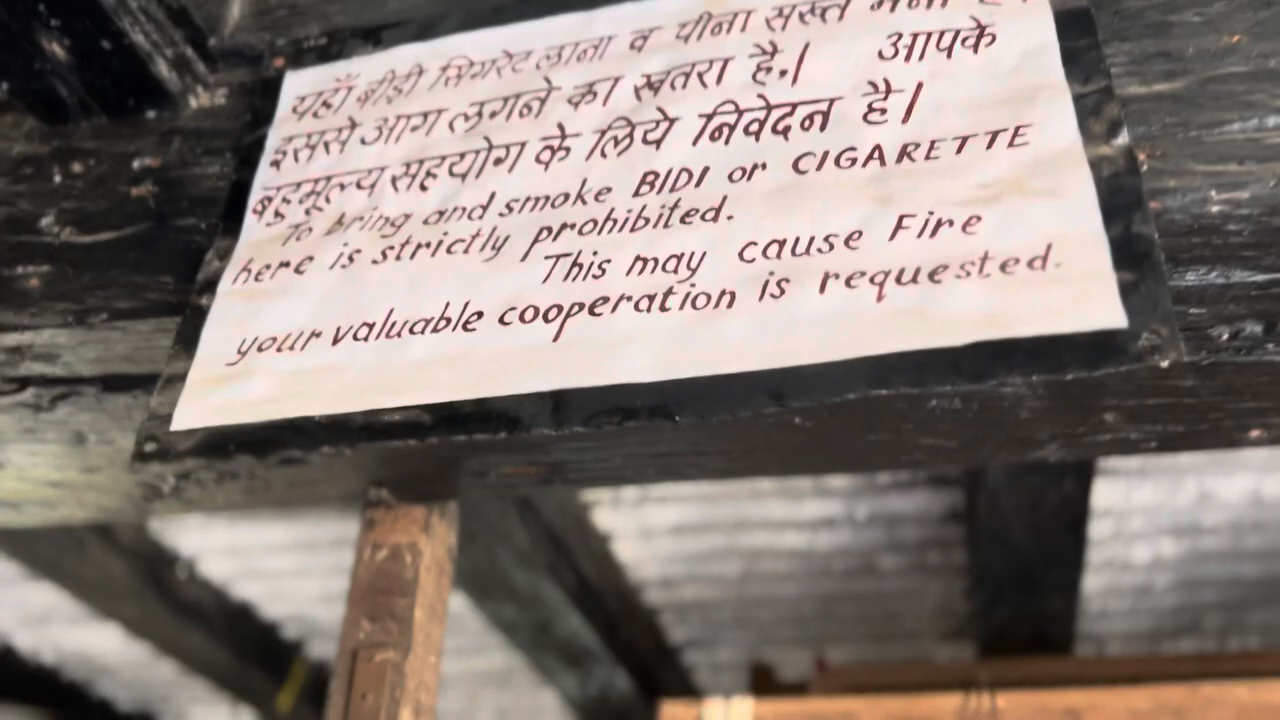 यहाँ बीड़ी सिगरेट लाना व पीना सख्त मना है।
इससे आग लगने का खतरा है.। आपके
बहुमूल्य सहयोग के लिये निवेदन है।
To bring and smoke BIDI or CIGARETTE
here is strictly prohibited.
This may cause Fire
your valuable cooperation is requested.